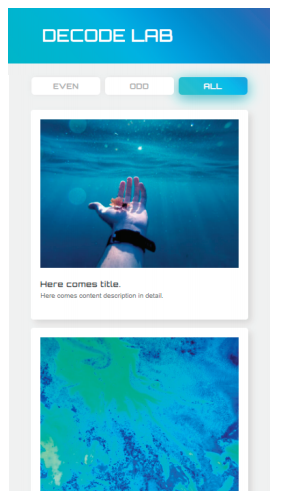 DECODE LAB
EVEN
ODD
ALL
Here comes title.
Here comes content description in detail.